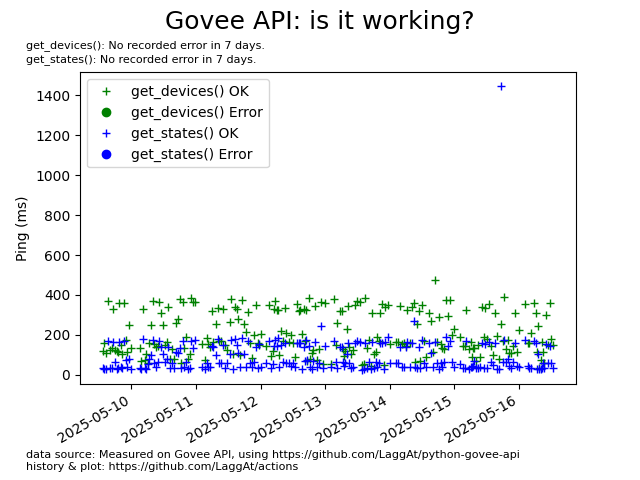 Govee API: is it working?
get_devices(): No recorded error in 7 days.
get_states(): No recorded error in 7 days.
get_devices() OK
get_devices() Error
get_states() OK
get_states() Error
Ping (ms)
1400
1200
1000
800
600
400
200
0
2025-05-10
2025-05-11
2025-05-12
2025-05-13
2025-05-14
2025-05-15
2025-05-16
data source: Measured on Govee API, using https://github.com/LaggAt/python-govee-api
history & plot: https://github.com/LaggAt/actions